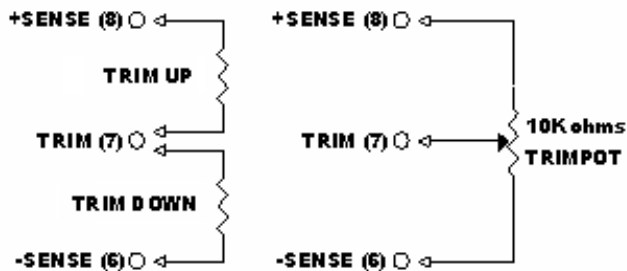 +SENSE (8)
TRIM UP
TRIM (7)
TRIM DOWN
-SENSE (6)
+SENSE (8)
10K ohms
TRIM (7)
TRIMPOT
-SENSE (6)